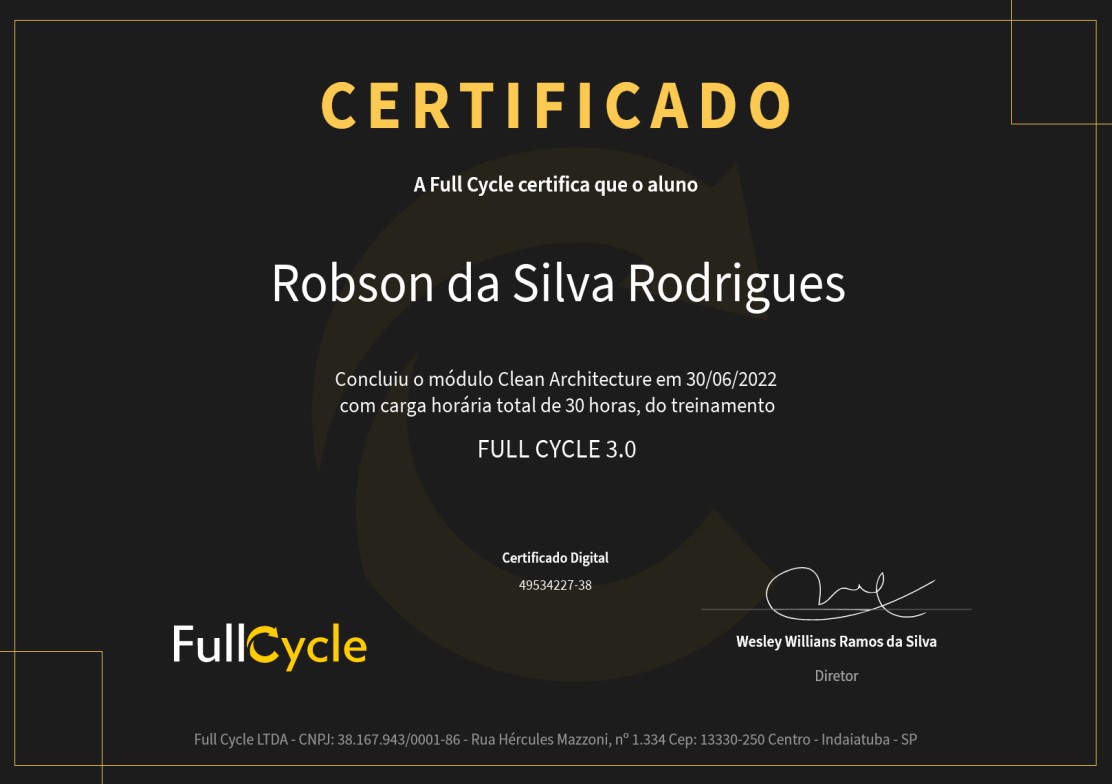 CERTIFICADO
A Full Cycle certifica que o aluno
Robson da Silva Rodrigues
Concluiu o módulo Clean Architecture em 30/06/2022
com carga horária total de 30 horas, do treinamento
FULL CYCLE 3.0
Certificado Digital
49534227-38
FullCycle
Wesley Willians Ramos da Silva
Diretor
Full Cycle LTDA - CNPJ: 38.167.943/0001-86 - Rua Hércules Mazzoni, nº 1.334 Cep: 13330-250 Centro - Indaiatuba - SP